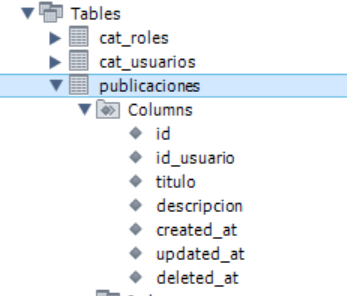 Tables
cat_roles
cat_usuarios
publicaciones
Columns
id
id_usuario
titulo
descripcion
created_at
updated_at
deleted_at